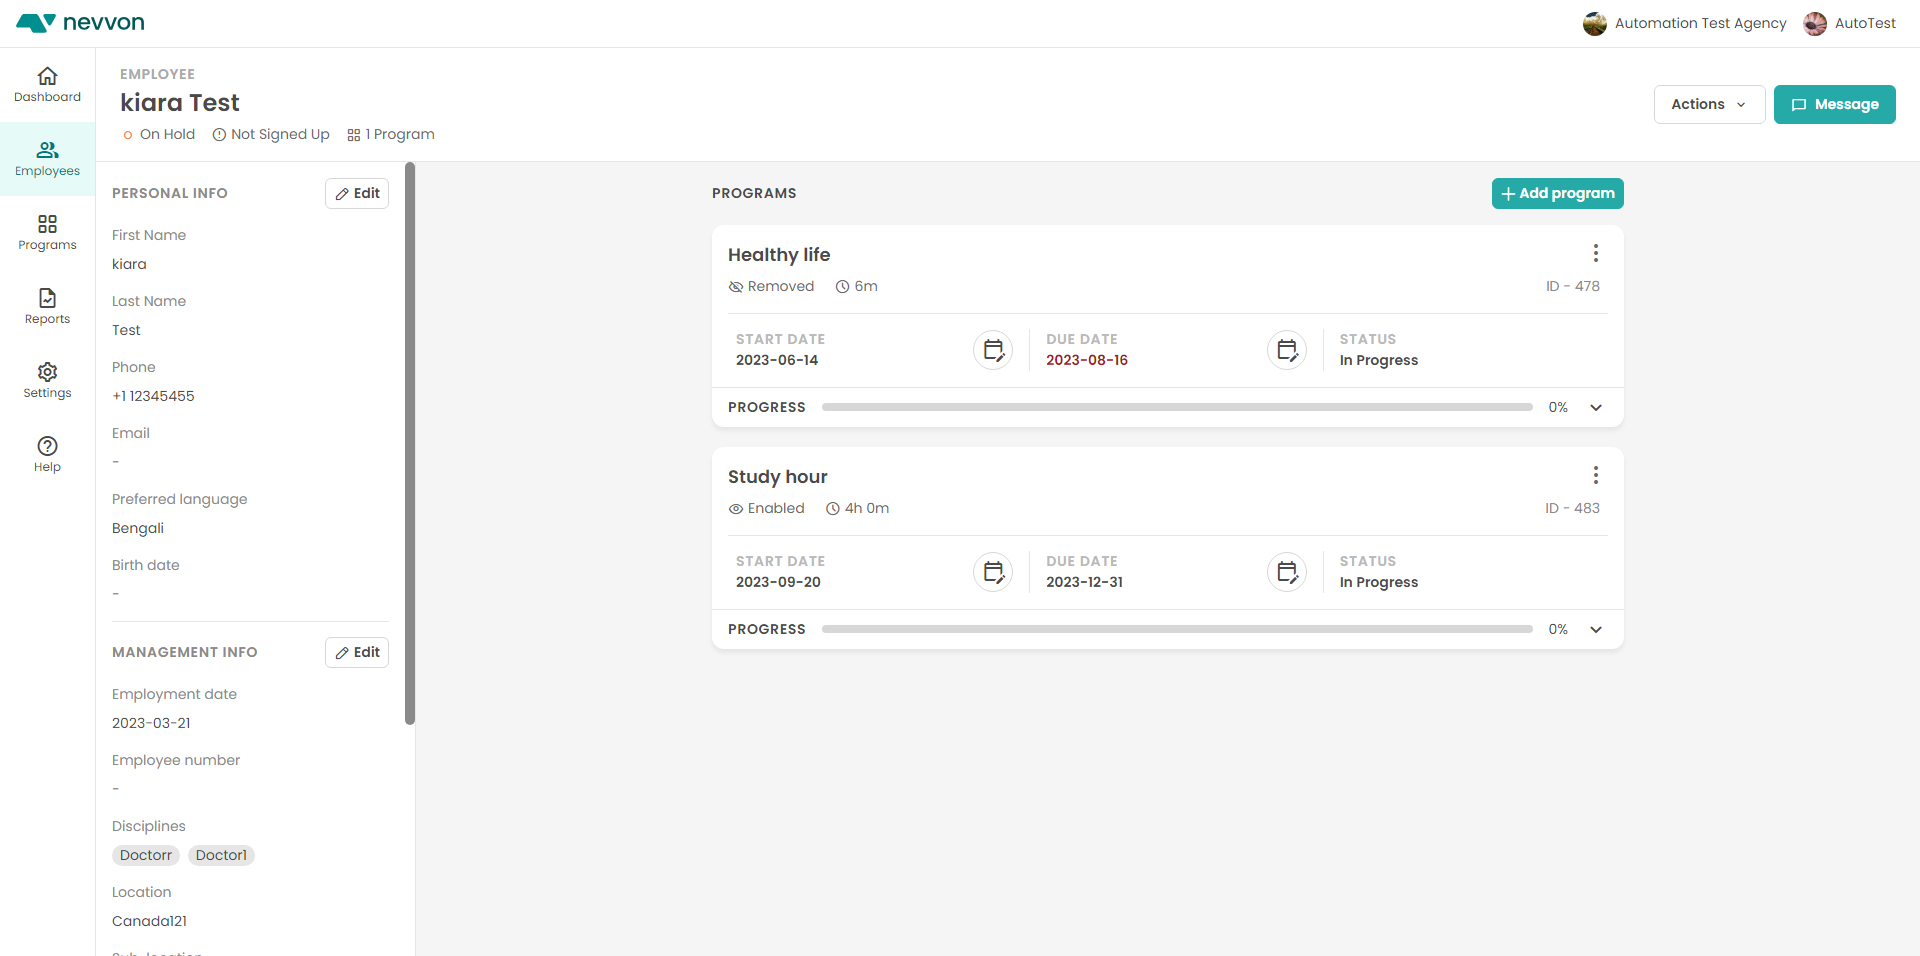 nevvon
Automation Test Agency
AutoTest
Dashboard
Employees
Programs
Reports
Settings
Help
EMPLOYEE
kiara Test
On Hold
Not Signed Up
1 Program
Actions
Message
PERSONAL INFO
Edit
First Name
kiara
Last Name
Test
Phone
+1 12345455
Email
-
Preferred language
Bengali
Birth date
-
MANAGEMENT INFO
Edit
Employment date
2023-03-21
Employee number
-
Disciplines
Doctorr
Doctor1
Location
Canada121
PROGRAMS
Add program
Healthy life
Removed
6m
ID - 478
START DATE
2023-06-14
DUE DATE
2023-08-16
STATUS
In Progress
PROGRESS
0%
Study hour
Enabled
4h 0m
ID - 483
START DATE
2023-09-20
DUE DATE
2023-12-31
STATUS
In Progress
PROGRESS
0%